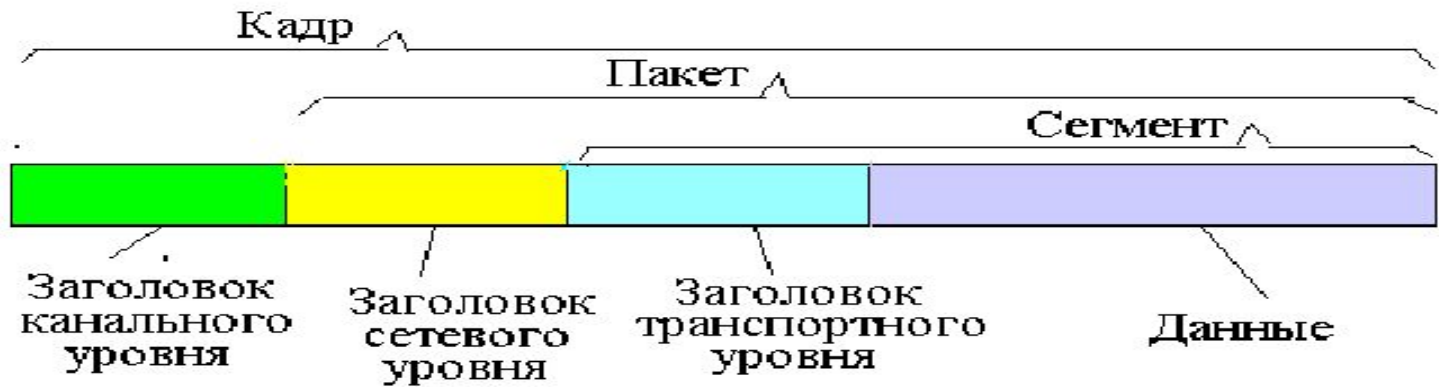 Кадр
Пакет
Сегмент
Заголовок
канального
уровня
Заголовок
сетевого
уровня
Заголовок
транспортного
уровня
Данные